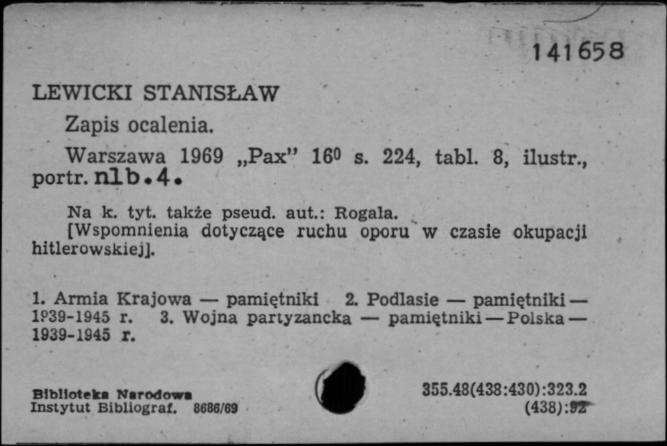 141658
LEWICKI STANISŁAW
Zapis ocalenia.
Warszawa 1969 „Pax” 16⁰ s. 224, tabl. 8, ilustr.,
portr. nlb.4.
Na k. tyt. także pseud. aut.: Rogala.
[Wspomnienia dotyczące ruchu oporu w czasie okupacji
hitlerowskiej].
1. Armia Krajowa — pamiętniki 2. Podlasie — pamiętniki —
1939-1945 r. 3. Wojna partyzancka — pamiętniki — Polska —
1939-1945 r.
Biblioteka Narodowa
Instytut Bibliograf. 8686/69
355.48(438:430):323.2
(438):92